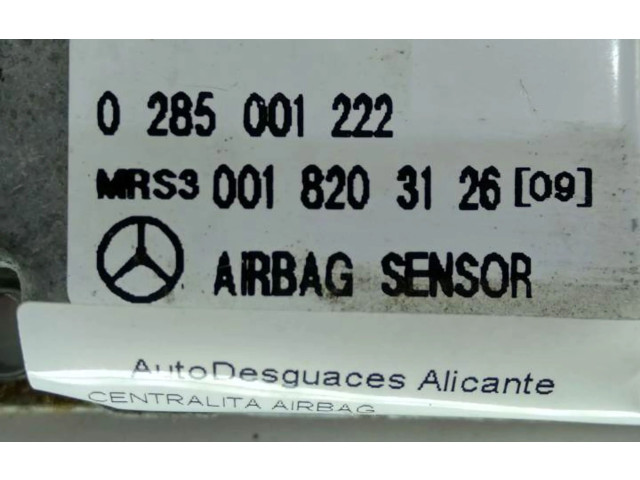 0 285 001 222
MRS3 001 820 31 26 [09]
AIRBAG SENSOR
AutoDesguaces Alicante
CENTRALITA AIRBAG